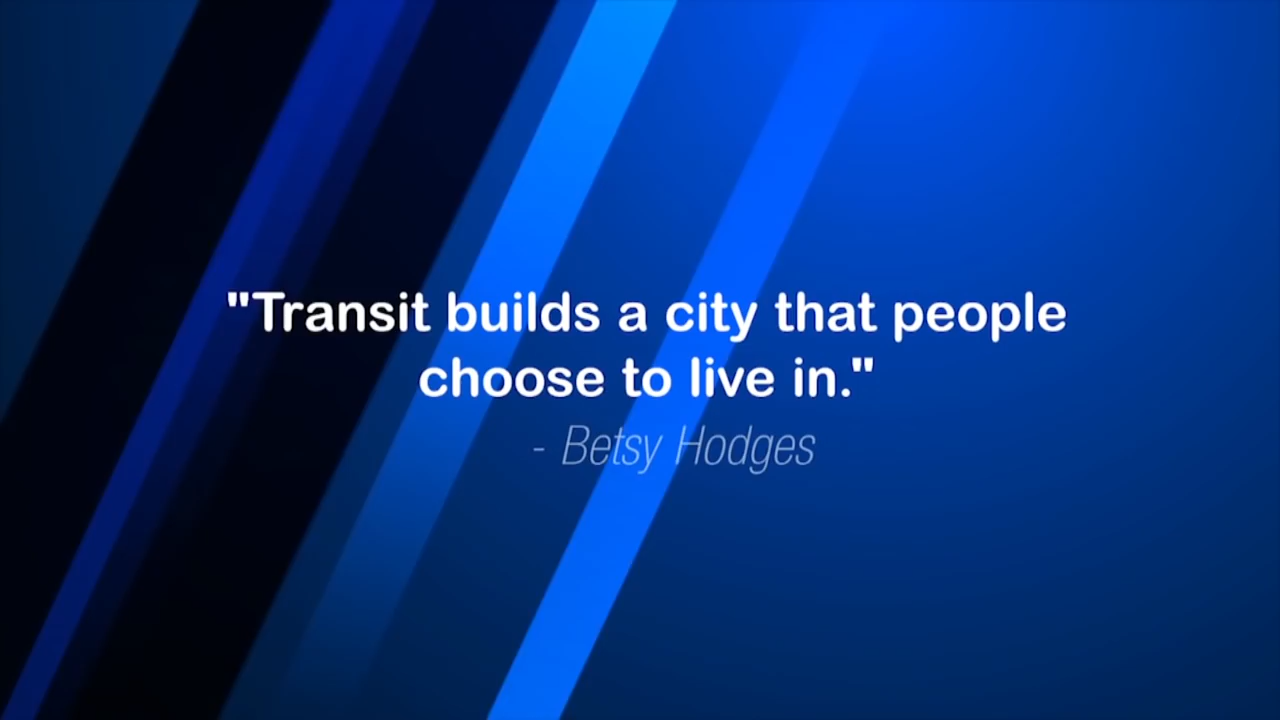 "Transit builds a city that people
choose to live in."
- Betsy Hodges